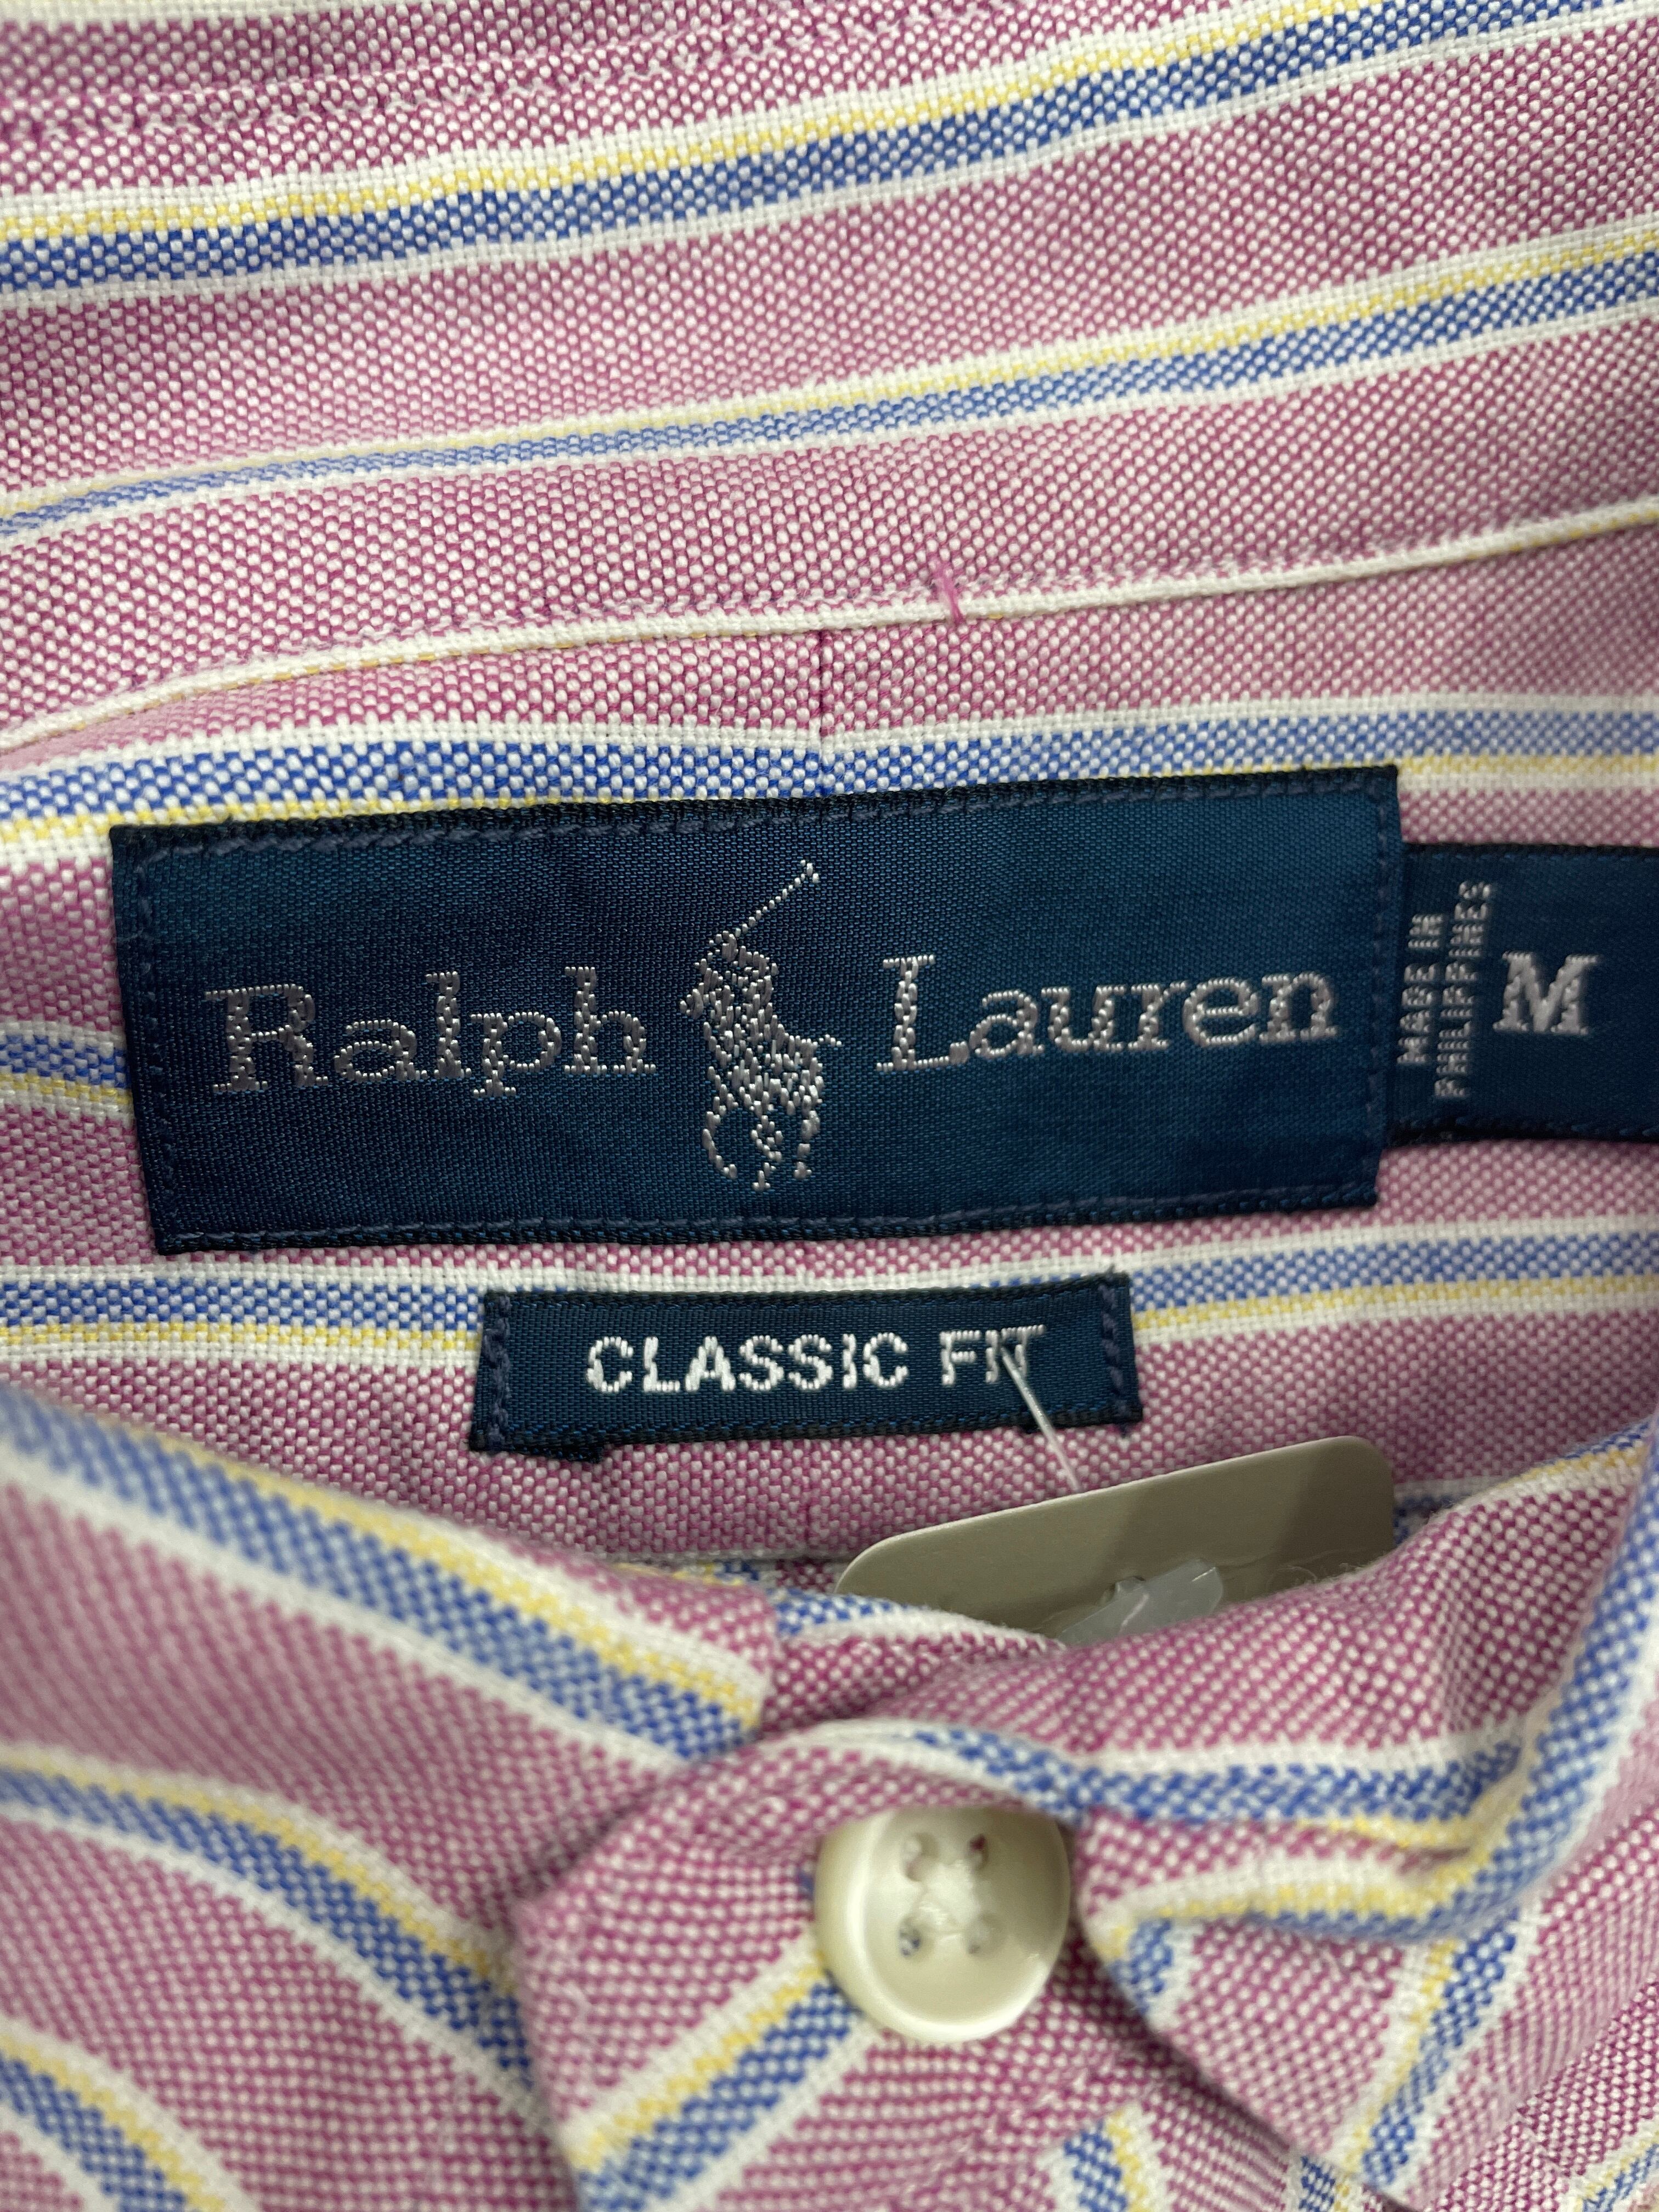 Ralph Lauren
MADE IN
PHILIPPINES
M
CLASSIC FIT